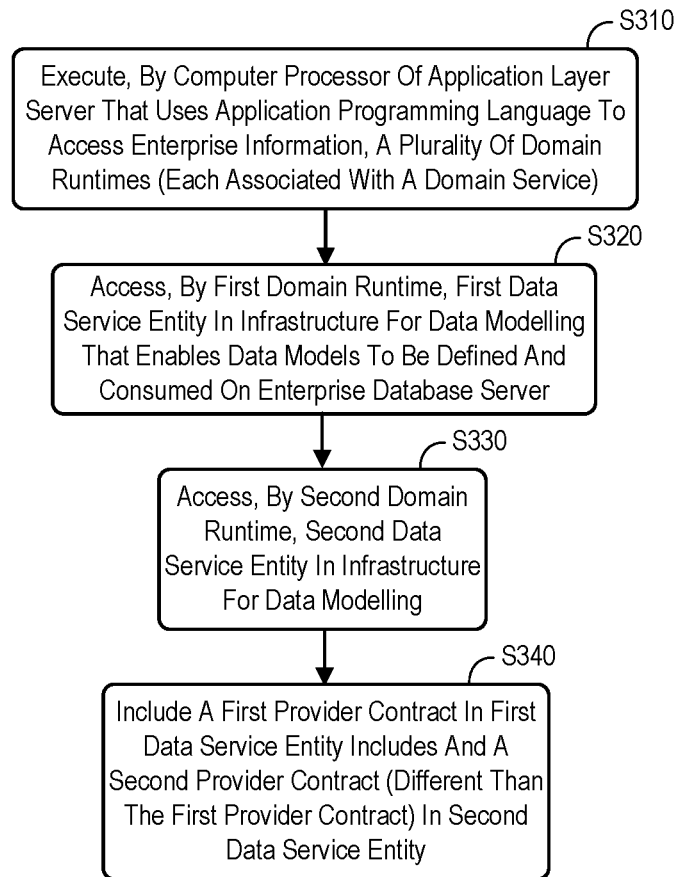 S310
Execute, By Computer Processor Of Application Layer
Server That Uses Application Programming Language To
Access Enterprise Information, A Plurality Of Domain
Runtimes (Each Associated With A Domain Service)
S320
Access, By First Domain Runtime, First Data
Service Entity In Infrastructure For Data Modelling
That Enables Data Models To Be Defined And
Consumed On Enterprise Database Server
S330
Access, By Second Domain
Runtime, Second Data
Service Entity In Infrastructure
For Data Modelling
S340
Include A First Provider Contract In First
Data Service Entity Includes And A
Second Provider Contract (Different Than
The First Provider Contract) In Second
Data Service Entity